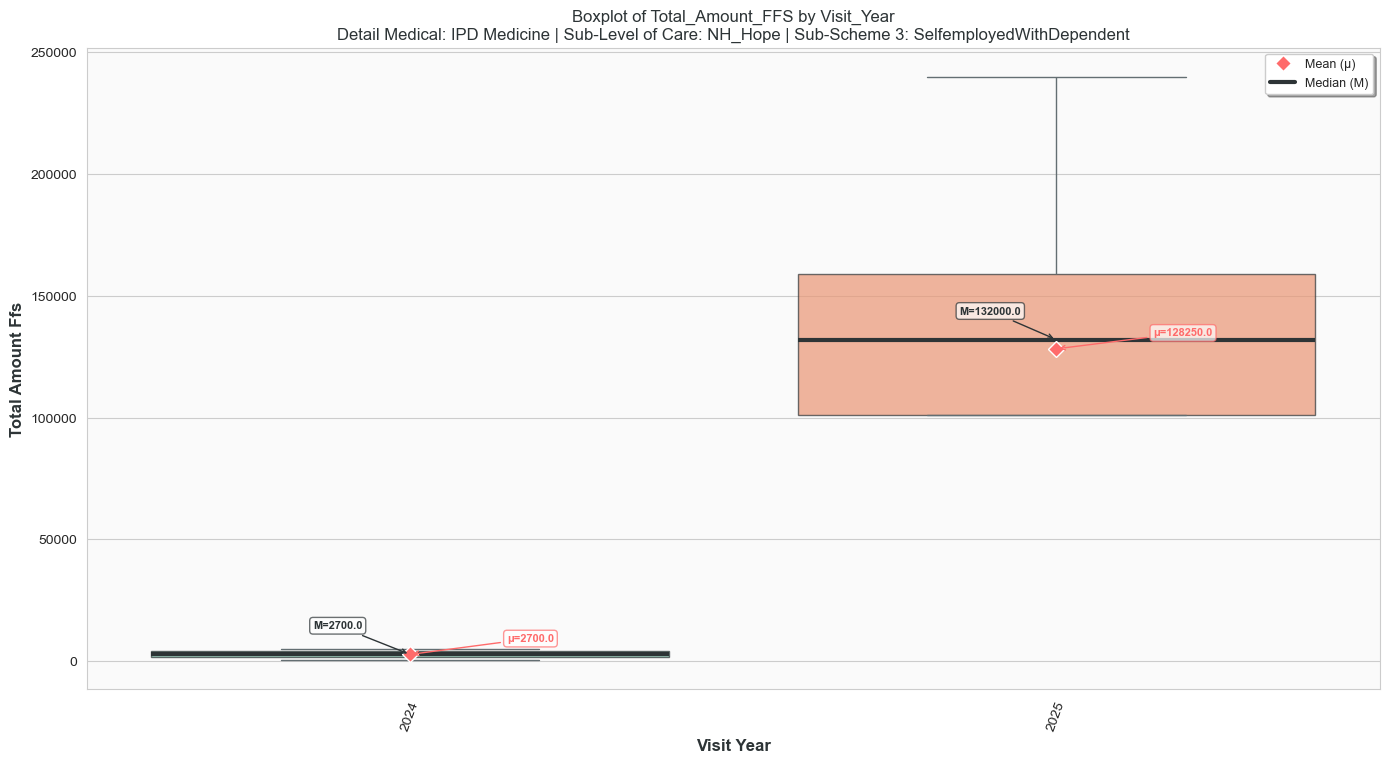 Boxplot of Total_Amount_FFS by Visit_Year
Detail Medical: IPD Medicine | Sub-Level of Care: NH_Hope | Sub-Scheme 3: SelfemployedWithDependent
Mean (μ)
Median (M)
Total Amount Ffs
250000
200000
150000
100000
50000
0
M=132000.0
μ=128250.0
M=2700.0
μ=2700.0
2024
2025
Visit Year